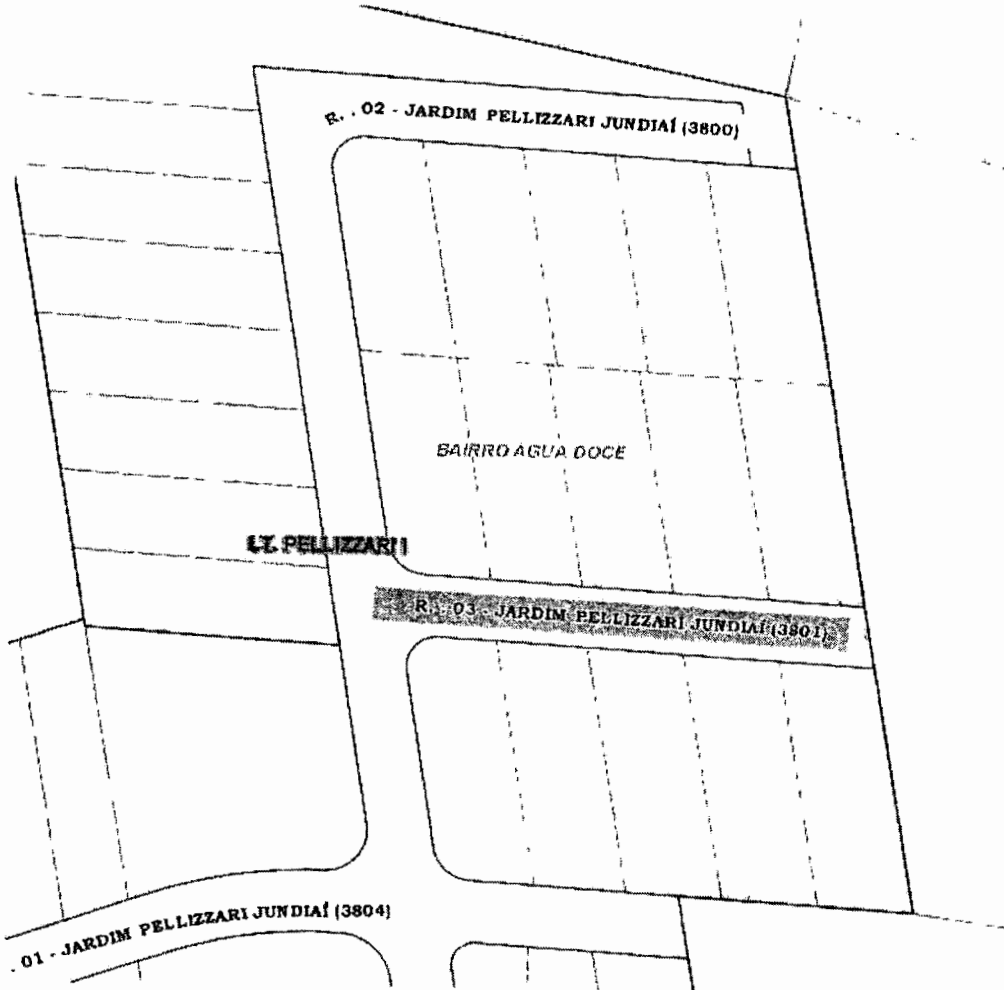 R. . 02 - JARDIM PELLIZZARI JUNDIAÍ (3800)
BAIRRO AGUA DOCE
LT. PELLIZZARI I
R. . 03 - JARDIM PELLIZZARI JUNDIAÍ (3801)
. 01 - JARDIM PELLIZZARI JUNDIAÍ (3804)